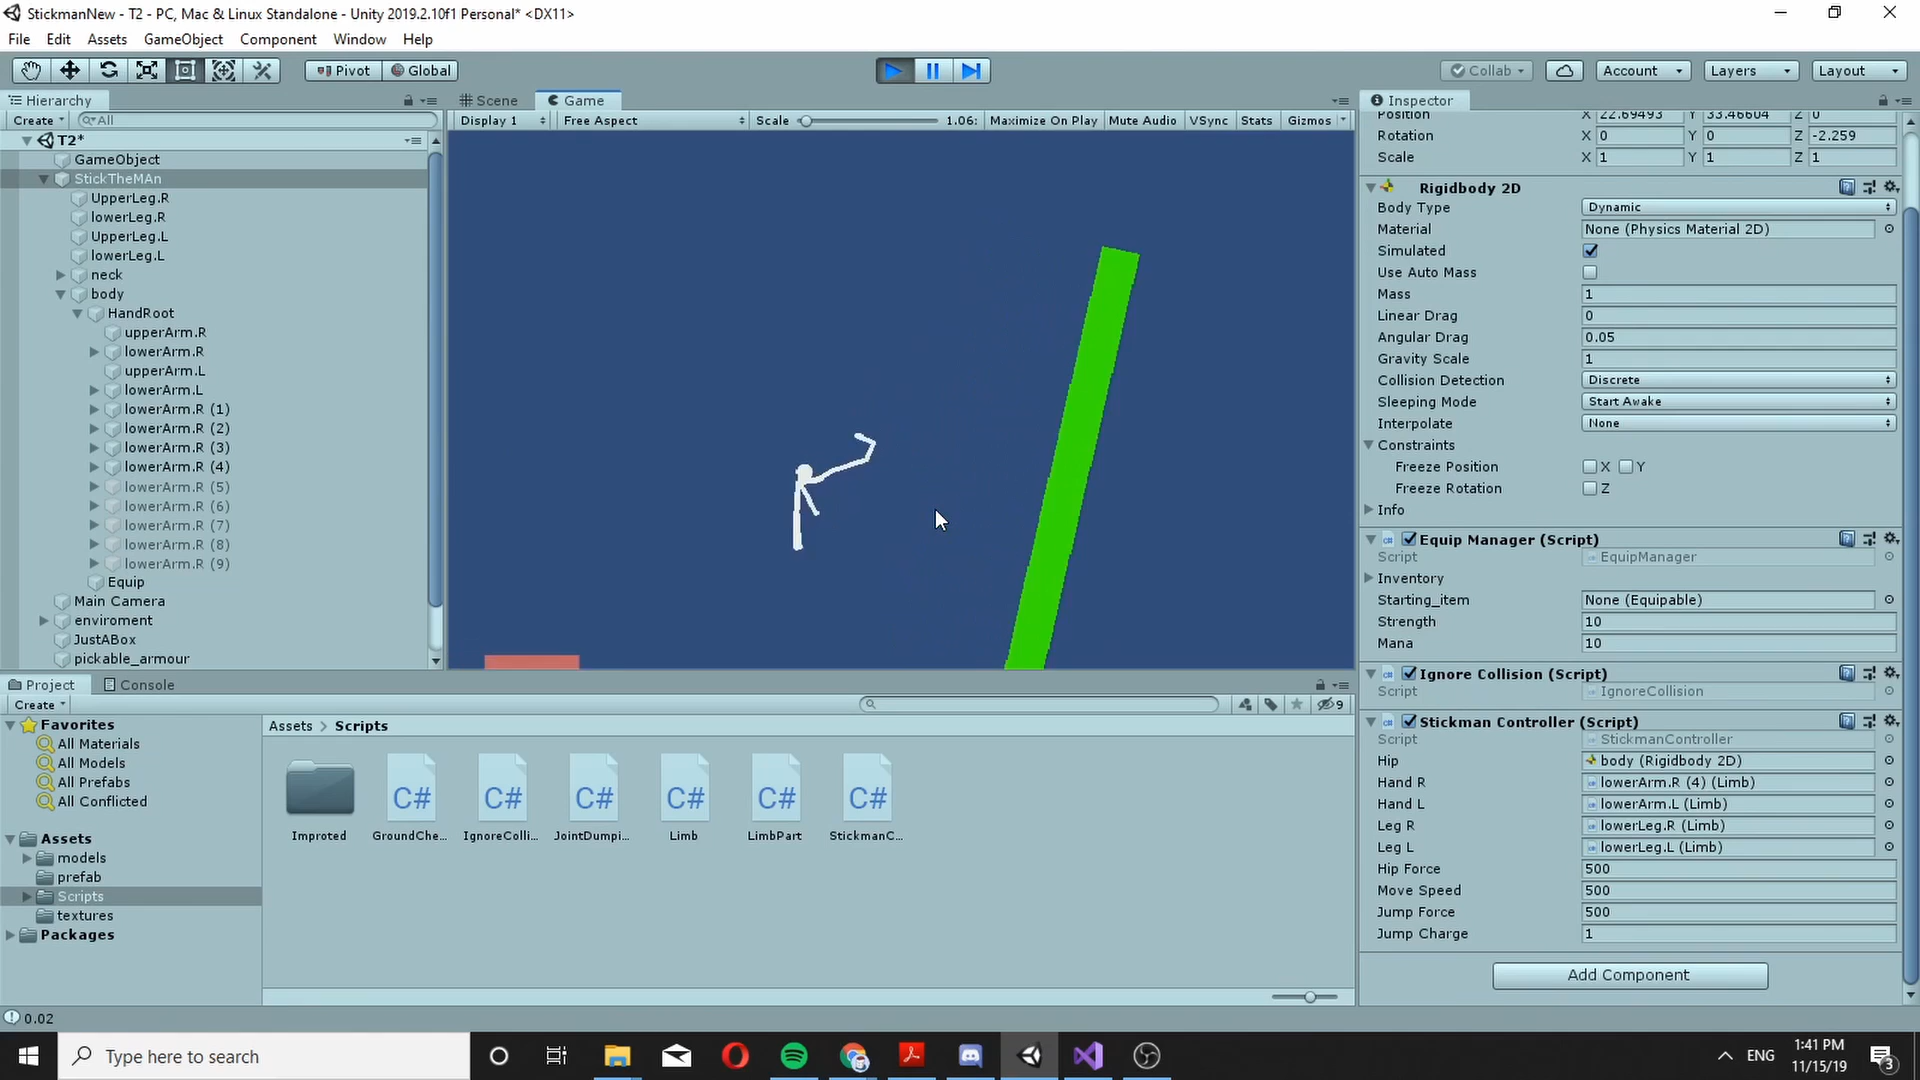 StickmanNew - T2 - PC, Mac & Linux Standalone - Unity 2019.2.10f1 Personal* <DX11>
File Edit Assets GameObject Component Window Help
Pivot Global Collab Account Layers Layout
Hierarchy
Create All
T2*
GameObject
StickTheMAn
UpperLeg.R
lowerLeg.R
UpperLeg.L
lowerLeg.L
neck
body
HandRoot
upperArm.R
lowerArm.R
upperArm.L
lowerArm.L
lowerArm.R (1)
lowerArm.R (2)
lowerArm.R (3)
lowerArm.R (4)
lowerArm.R (5)
lowerArm.R (6)
lowerArm.R (7)
lowerArm.R (8)
lowerArm.R (9)
Equip
Main Camera
enviroment
JustABox
pickable_armour
Scene Game
Display 1 Free Aspect Scale 1.06: Maximize On Play Mute Audio VSync Stats Gizmos
Inspector
Position X 22.69493 Y 33.46604 Z 0
Rotation X 0 Y 0 Z -2.259
Scale X 1 Y 1 Z 1
Rigidbody 2D
Body Type Dynamic
Material None (Physics Material 2D)
Simulated
Use Auto Mass
Mass 1
Linear Drag 0
Angular Drag 0.05
Gravity Scale 1
Collision Detection Discrete
Sleeping Mode Start Awake
Interpolate None
Constraints
Freeze Position X Y
Freeze Rotation Z
Info
Equip Manager (Script)
Script EquipManager
Inventory
Starting_item None (Equipable)
Strength 10
Mana 10
Ignore Collision (Script)
Script IgnoreCollision
Stickman Controller (Script)
Script StickmanController
Hip body (Rigidbody 2D)
Hand R lowerArm.R (4) (Limb)
Hand L lowerArm.L (Limb)
Leg R lowerLeg.R (Limb)
Leg L lowerLeg.L (Limb)
Hip Force 500
Move Speed 500
Jump Force 500
Jump Charge 1
Add Component
Project Console
Create 9
Favorites
All Materials
All Models
All Prefabs
All Conflicted
Assets
models
prefab
Scripts
textures
Packages
Assets > Scripts
C# C# C# C# C# C#
Improted GroundChe... IgnoreColli... JointDumpi... Limb LimbPart StickmanC...
0.02
Type here to search
ENG
1:41 PM
11/15/19
3